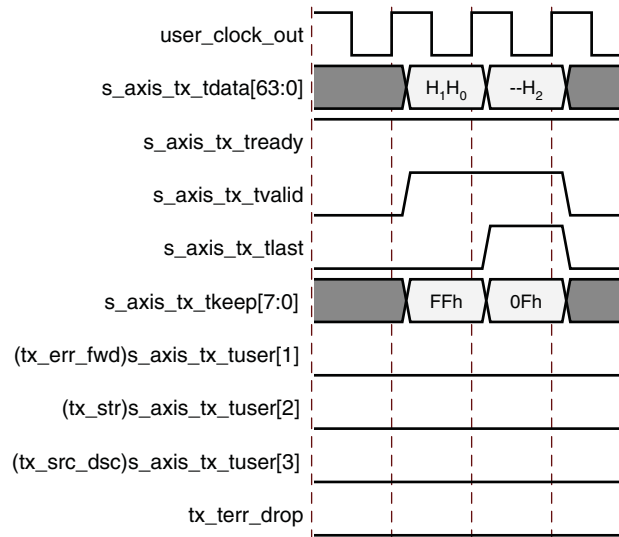 user_clock_out
s_axis_tx_tdata[63:0] H₁H₀ --H₂
s_axis_tx_tready
s_axis_tx_tvalid
s_axis_tx_tlast
s_axis_tx_tkeep[7:0] FFh 0Fh
(tx_err_fwd)s_axis_tx_tuser[1]
(tx_str)s_axis_tx_tuser[2]
(tx_src_dsc)s_axis_tx_tuser[3]
tx_terr_drop